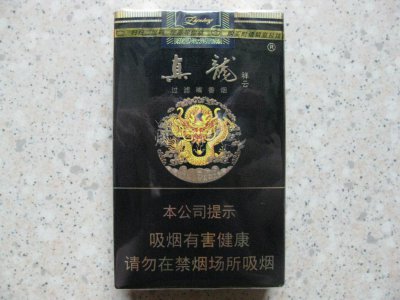 真龍
祥云
®
过滤嘴香烟
本公司提示
吸烟有害健康
请勿在禁烟场所吸烟